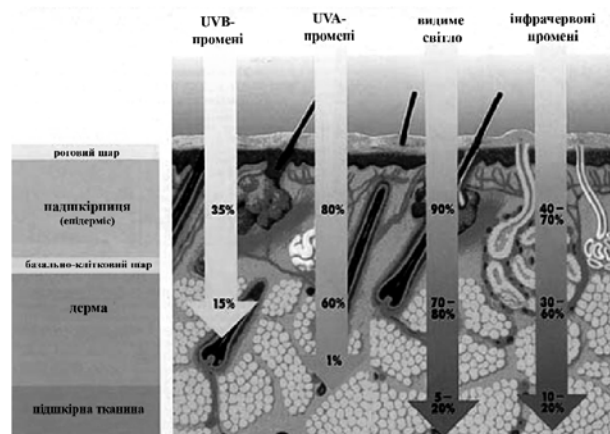 UVB-
промені
UVA-
промені
видиме
світло
інфрачервоні
промені
роговий шар
надшкірниця
(епідерміс)
35%
80%
90%
40–
70%
базально-клітковий шар
дерма
15%
60%
70–
80%
30–
60%
1%
підшкірна тканина
5–
20%
10–
20%